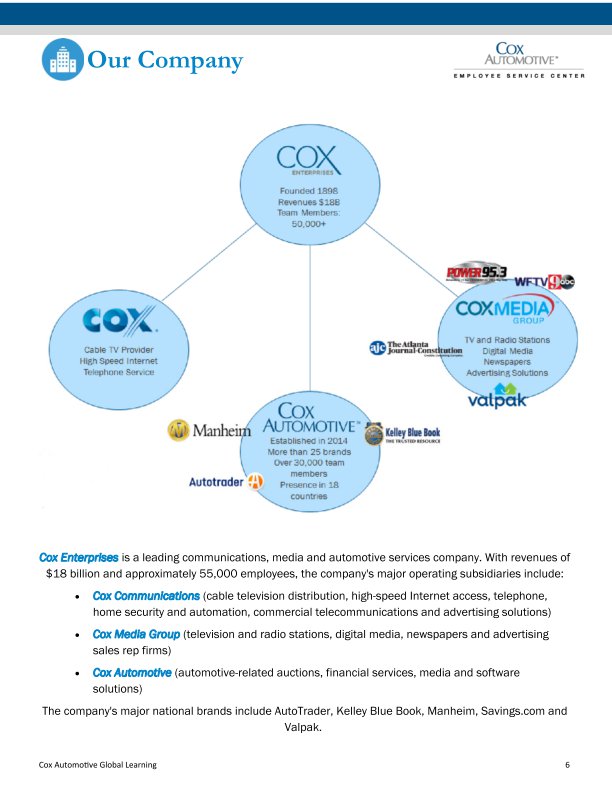 Our Company
COX
AUTOMOTIVE™
EMPLOYEE SERVICE CENTER
COX
ENTERPRISES
Founded 1898
Revenues $18B
Team Members:
50,000+
COX
Cable TV Provider
High Speed Internet
Telephone Service
POWER 95.3
WFTV 9 abc
COXMEDIA
GROUP
TV and Radio Stations
Digital Media
Newspapers
Advertising Solutions
ajc The Atlanta
Journal-Constitution
valpak
COX
AUTOMOTIVE™
Established in 2014
More than 25 brands
Over 30,000 team
members
Presence in 18
countries
Manheim
Kelley Blue Book
THE TRUSTED RESOURCE
Autotrader
Cox Enterprises is a leading communications, media and automotive services company. With revenues of
$18 billion and approximately 55,000 employees, the company's major operating subsidiaries include:
• Cox Communications (cable television distribution, high-speed Internet access, telephone,
home security and automation, commercial telecommunications and advertising solutions)
• Cox Media Group (television and radio stations, digital media, newspapers and advertising
sales rep firms)
• Cox Automotive (automotive-related auctions, financial services, media and software
solutions)
The company's major national brands include AutoTrader, Kelley Blue Book, Manheim, Savings.com and
Valpak.
Cox Automotive Global Learning
6